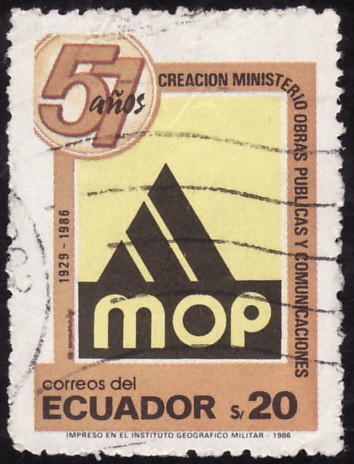 57 años
CREACION MINISTERIO OBRAS PUBLICAS Y COMUNICACIONES
1929 - 1986
mop
correos del
ECUADOR S/ 20
IMPRESO EN EL INSTITUTO GEOGRAFICO MILITAR - 1986